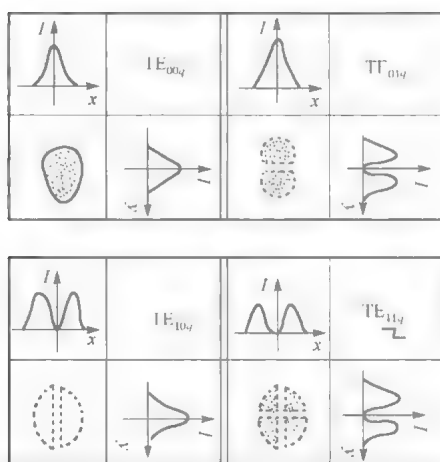 I TE₀₀q I TE₀₁q
x x
I I
x x
I TE₁₀q I TE₁₁q
x x
I I
x x